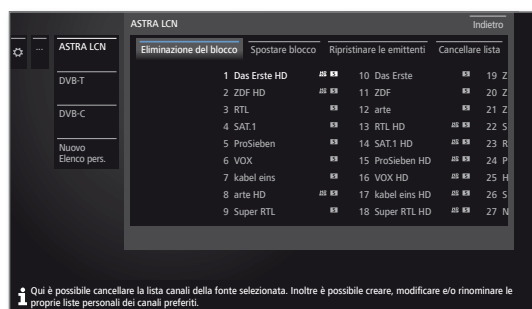 ASTRA LCN
Indietro
...
ASTRA LCN
DVB-T
DVB-C
Nuovo
Elenco pers.
Eliminazione del blocco Spostare blocco Ripristinare le emittenti Cancellare lista
1 Das Erste HD 10 Das Erste 19 Z
2 ZDF HD 11 ZDF 20 Z
3 RTL 12 arte 21 Z
4 SAT.1 13 RTL HD 22 S
5 ProSieben 14 SAT.1 HD 23 R
6 VOX 15 ProSieben HD 24 P
7 kabel eins 16 VOX HD 25 H
8 arte HD 17 kabel eins HD 26 S
9 Super RTL 18 Super RTL HD 27 N
Qui è possibile cancellare la lista canali della fonte selezionata. Inoltre è possibile creare, modificare e/o rinominare le
proprie liste personali dei canali preferiti.